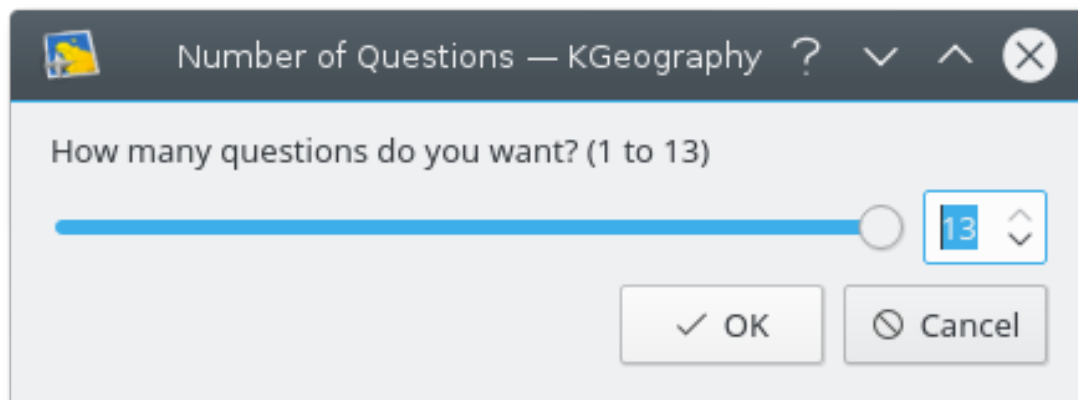 Number of Questions — KGeography
How many questions do you want? (1 to 13)
13
OK
Cancel